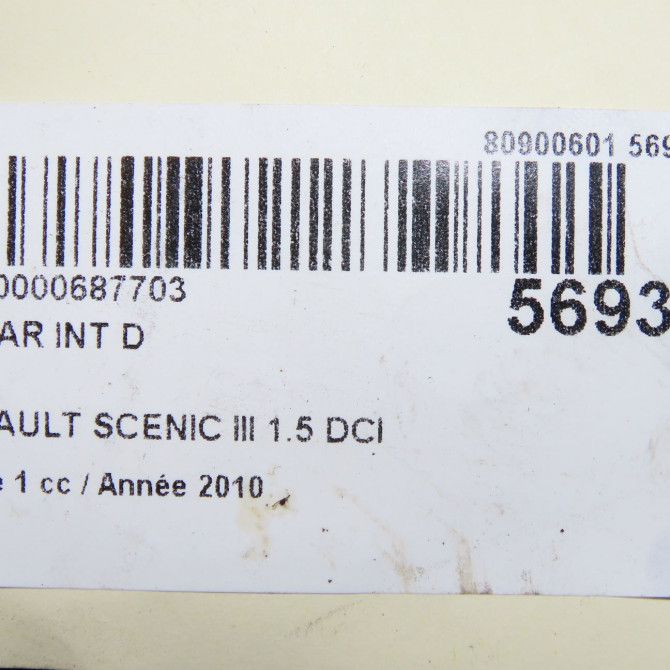 80900601 569
0000687703
5693
AR INT D
AULT SCENIC III 1.5 DCI
e 1 cc / Année 2010